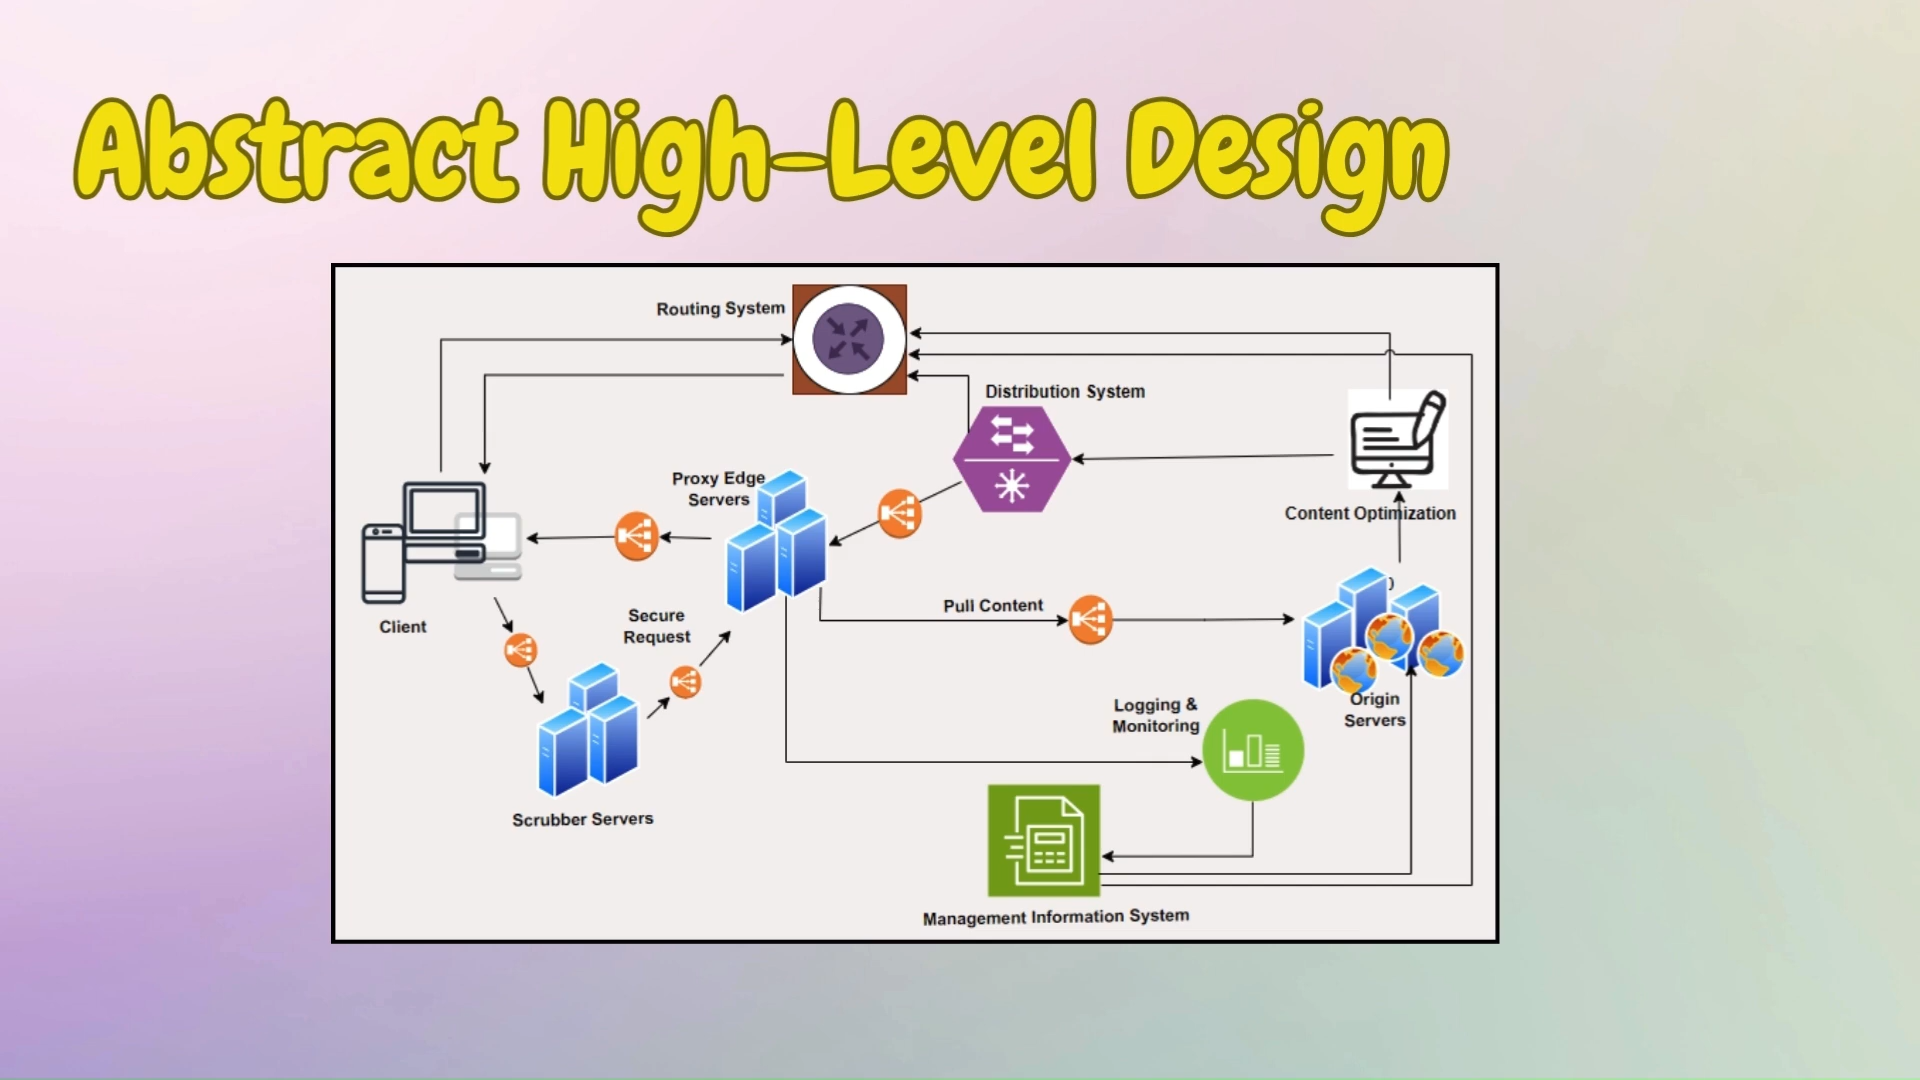 Abstract High-Level Design
Routing System
Distribution System
Proxy Edge
Servers
Content Optimization
)
Pull Content
Secure
Request
Client
Logging &
Monitoring
Origin
Servers
Scrubber Servers
Management Information System